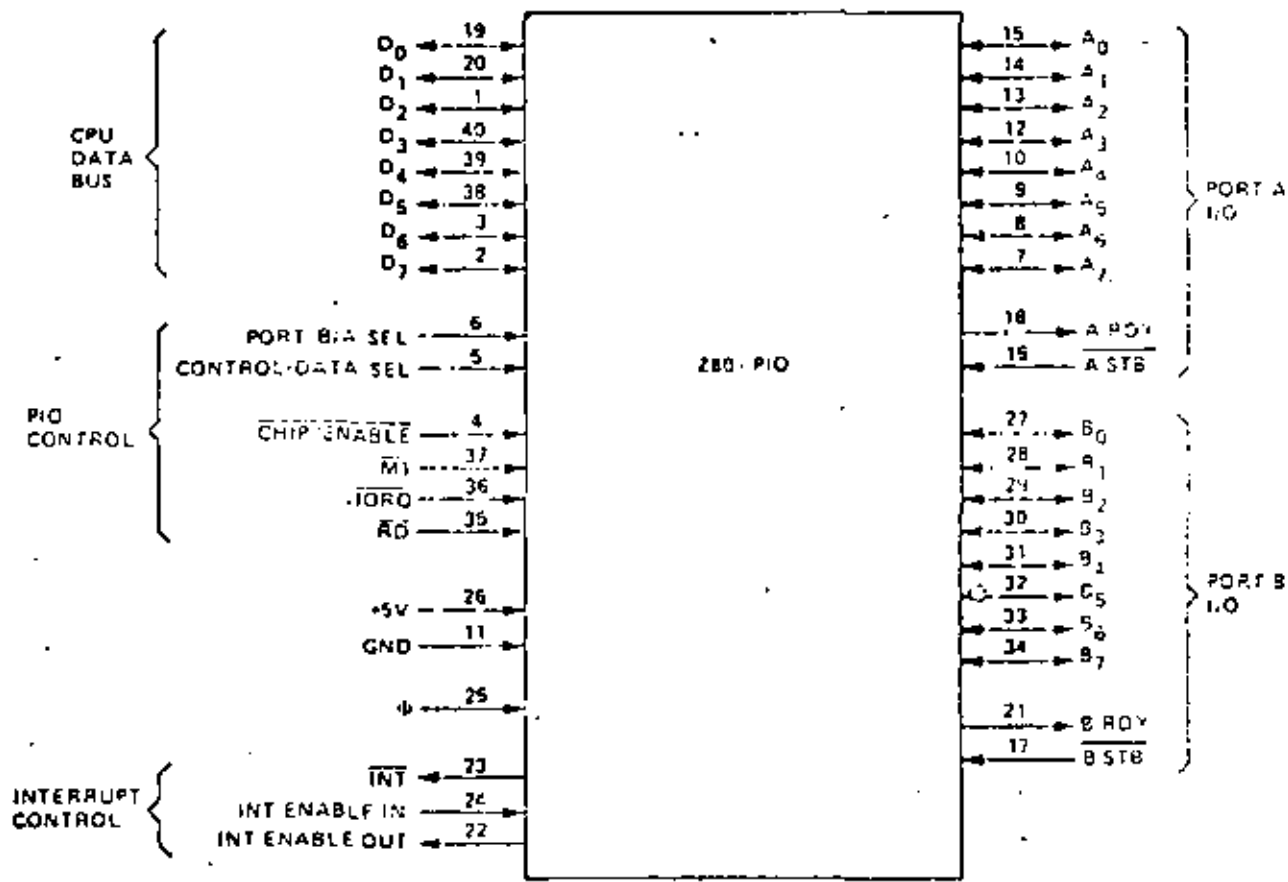 CPU
DATA
BUS
D0 19
D1 20
D2 1
D3 40
D4 39
D5 38
D6 3
D7 2
PIO
CONTROL
PORT B/A SEL 6
CONTROL/DATA SEL 5
CHIP ENABLE 4
M1 37
IORQ 36
RD 35
+5V 26
GND 11
Φ 25
INTERRUPT
CONTROL
INT 23
INT ENABLE IN 24
INT ENABLE OUT 22
Z80-PIO
15 A0
14 A1
13 A2
12 A3
10 A4
9 A5
8 A6
7 A7
18 A RDY
A STB
PORT A
I/O
27 B0
28 B1
29 B2
30 B3
31 B4
32 B5
33 B6
34 B7
21 B RDY
17 B STB
PORT B
I/O